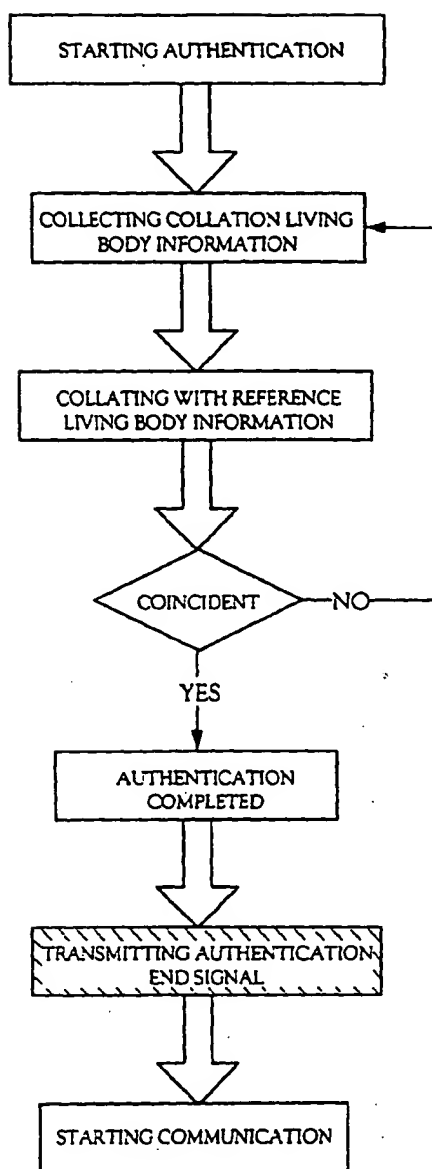 STARTING AUTHENTICATION
COLLECTING COLLATION LIVING
BODY INFORMATION
COLLATING WITH REFERENCE
LIVING BODY INFORMATION
COINCIDENT
NO
YES
AUTHENTICATION
COMPLETED
TRANSMITTING AUTHENTICATION
END SIGNAL
STARTING COMMUNICATION